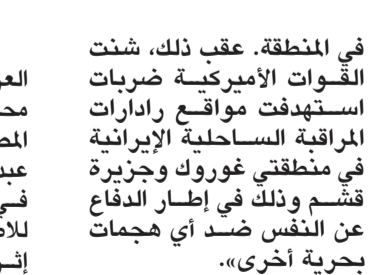 في المنطقة. عقب ذلك، شنت
القوات الأميركية ضربات
استهدفت مواقع رادارات
المراقبة الساحلية الإيرانية
في منطقتي غوروك وجزيرة
قشم وذلك في إطار الدفاع
عن النفس ضد أي هجمات
بحرية أخرى».